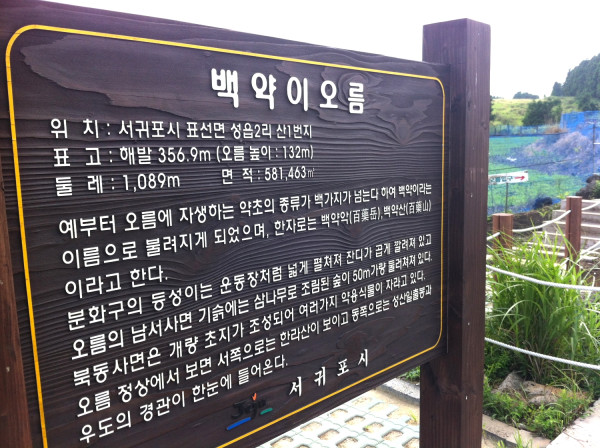 백약이오름
위 치 : 서귀포시 표선면 성읍2리 산1번지
표 고 : 해발 356.9m (오름 높이 : 132m)
둘 레 : 1,089m 면 적 : 581,463㎡
예부터 오름에 자생하는 약초의 종류가 백가지가 넘는다 하여 백약이라는
이름으로 불려지게 되었으며, 한자로는 백약악(百藥岳), 백약산(百藥山)
이라고 한다.
분화구의 등성이는 운동장처럼 넓게 펼쳐져 잔디가 곱게 깔려져 있고
오름의 남서사면 기슭에는 삼나무로 조림된 숲이 50m가량 둘려쳐져 있다.
북동사면은 개량 초지가 조성되어 여러가지 약용식물이 자라고 있다.
오름 정상에서 보면 서쪽으로는 한라산이 보이고 동쪽으로는 성산일출봉과
우도의 경관이 한눈에 들어온다.
서 귀 포 시